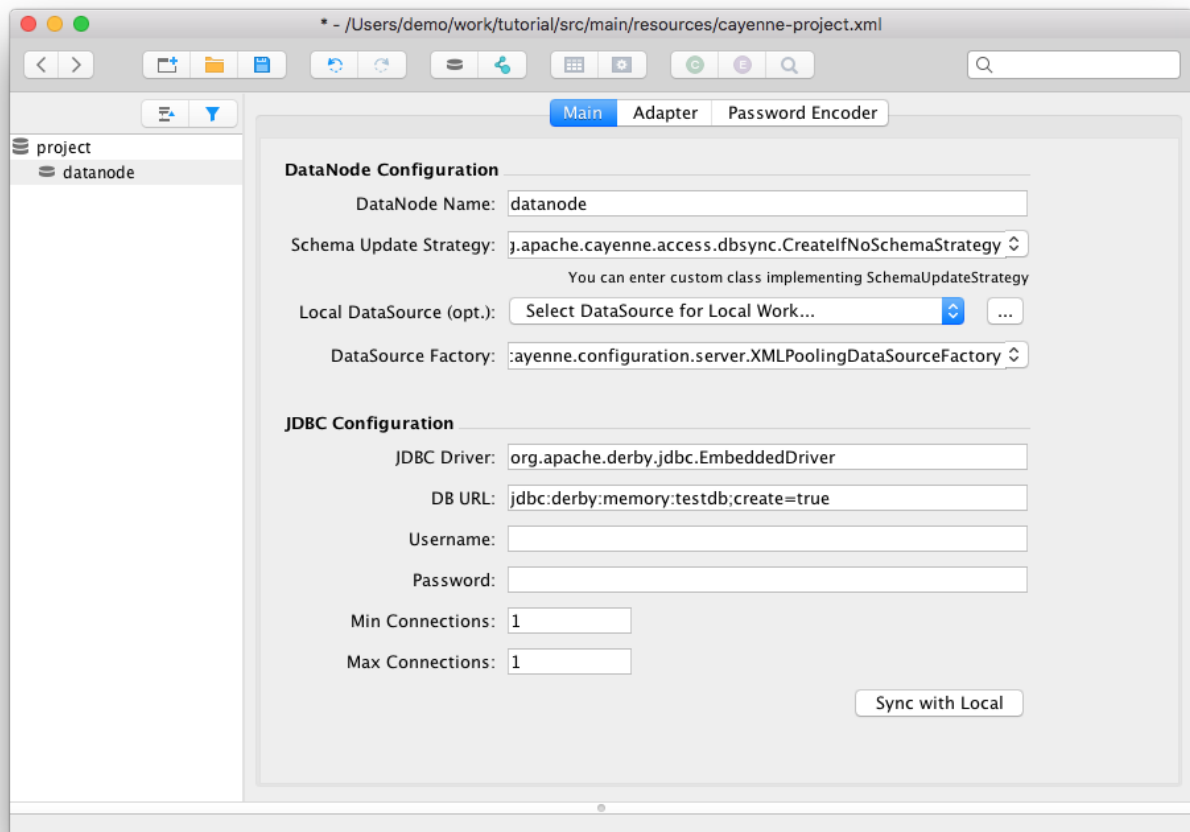 * - /Users/demo/work/tutorial/src/main/resources/cayenne-project.xml
C E
Main Adapter Password Encoder
project
datanode
DataNode Configuration
DataNode Name: datanode
Schema Update Strategy: g.apache.cayenne.access.dbsync.CreateIfNoSchemaStrategy
You can enter custom class implementing SchemaUpdateStrategy
Local DataSource (opt.): Select DataSource for Local Work... ...
DataSource Factory: cayenne.configuration.server.XMLPoolingDataSourceFactory
JDBC Configuration
JDBC Driver: org.apache.derby.jdbc.EmbeddedDriver
DB URL: jdbc:derby:memory:testdb;create=true
Username:
Password:
Min Connections: 1
Max Connections: 1
Sync with Local